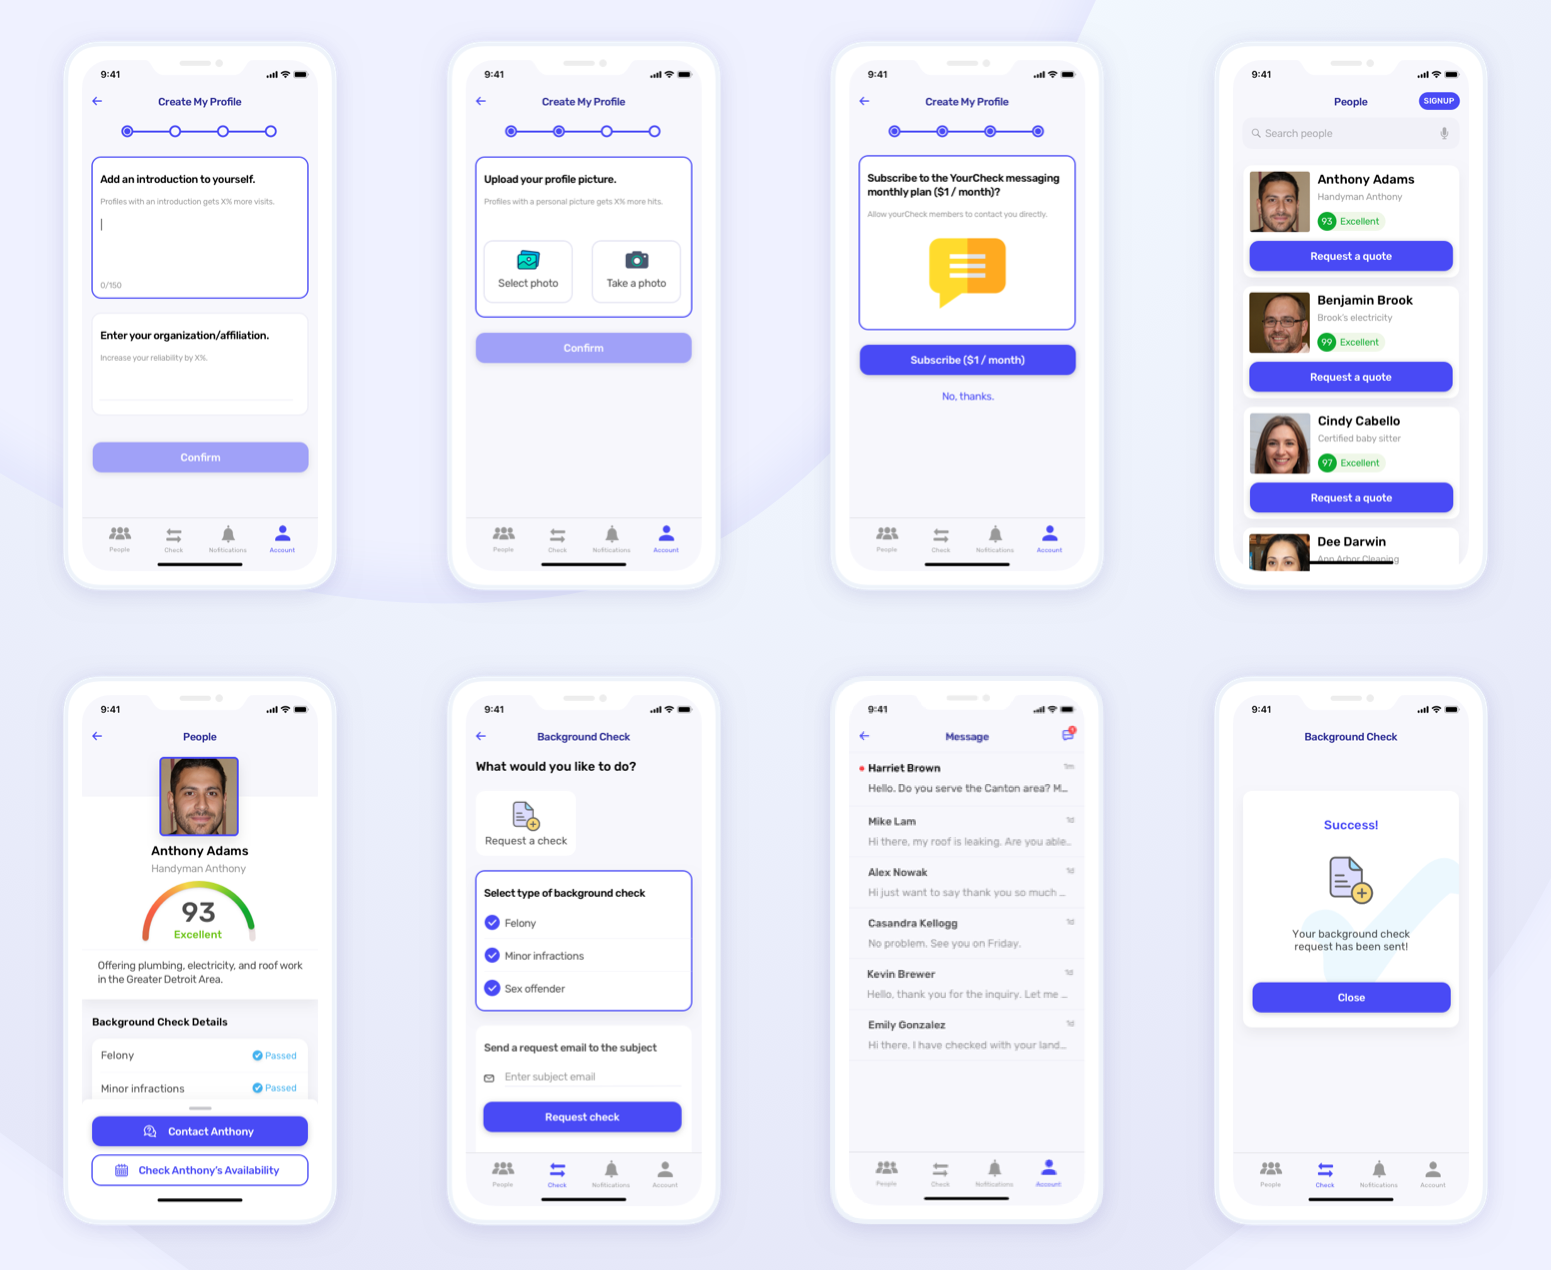 9:41
Create My Profile
Add an introduction to yourself.
Profiles with an introduction gets X% more visits.
0/150
Enter your organization/affiliation.
Increase your reliability by X%.
Confirm
People
Check
Nofitications
Account
9:41
Create My Profile
Upload your profile picture.
Profiles with a personal picture gets X% more hits.
Select photo
Take a photo
Confirm
People
Check
Nofitications
Account
9:41
Create My Profile
Subscribe to the YourCheck messaging
monthly plan ($1 / month)?
Allow yourCheck members to contact you directly.
Subscribe ($1 / month)
No, thanks.
People
Check
Nofitications
Account
9:41
People
SIGNUP
Search people
Anthony Adams
Handyman Anthony
93 Excellent
Request a quote
Benjamin Brook
Brook's electricity
99 Excellent
Request a quote
Cindy Cabello
Certified baby sitter
97 Excellent
Request a quote
Dee Darwin
Ann Arbor Cleaning
9:41
People
Anthony Adams
Handyman Anthony
93
Excellent
Offering plumbing, electricity, and roof work
in the Greater Detroit Area.
Background Check Details
Felony
Passed
Minor infractions
Passed
Contact Anthony
Check Anthony's Availability
9:41
Background Check
What would you like to do?
Request a check
Select type of background check
Felony
Minor infractions
Sex offender
Send a request email to the subject
Enter subject email
Request check
People
Check
Nofitications
Account
9:41
Message
Harriet Brown
1m
Hello. Do you serve the Canton area? M...
Mike Lam
1d
Hi there, my roof is leaking. Are you able...
Alex Nowak
1d
Hi just want to say thank you so much ...
Casandra Kellogg
1d
No problem. See you on Friday.
Kevin Brewer
1d
Hello, thank you for the inquiry. Let me ...
Emily Gonzalez
1d
Hi there. I have checked with your land...
People
Check
Nofitications
Account
9:41
Background Check
Success!
Your background check
request has been sent!
Close
People
Check
Nofitications
Account